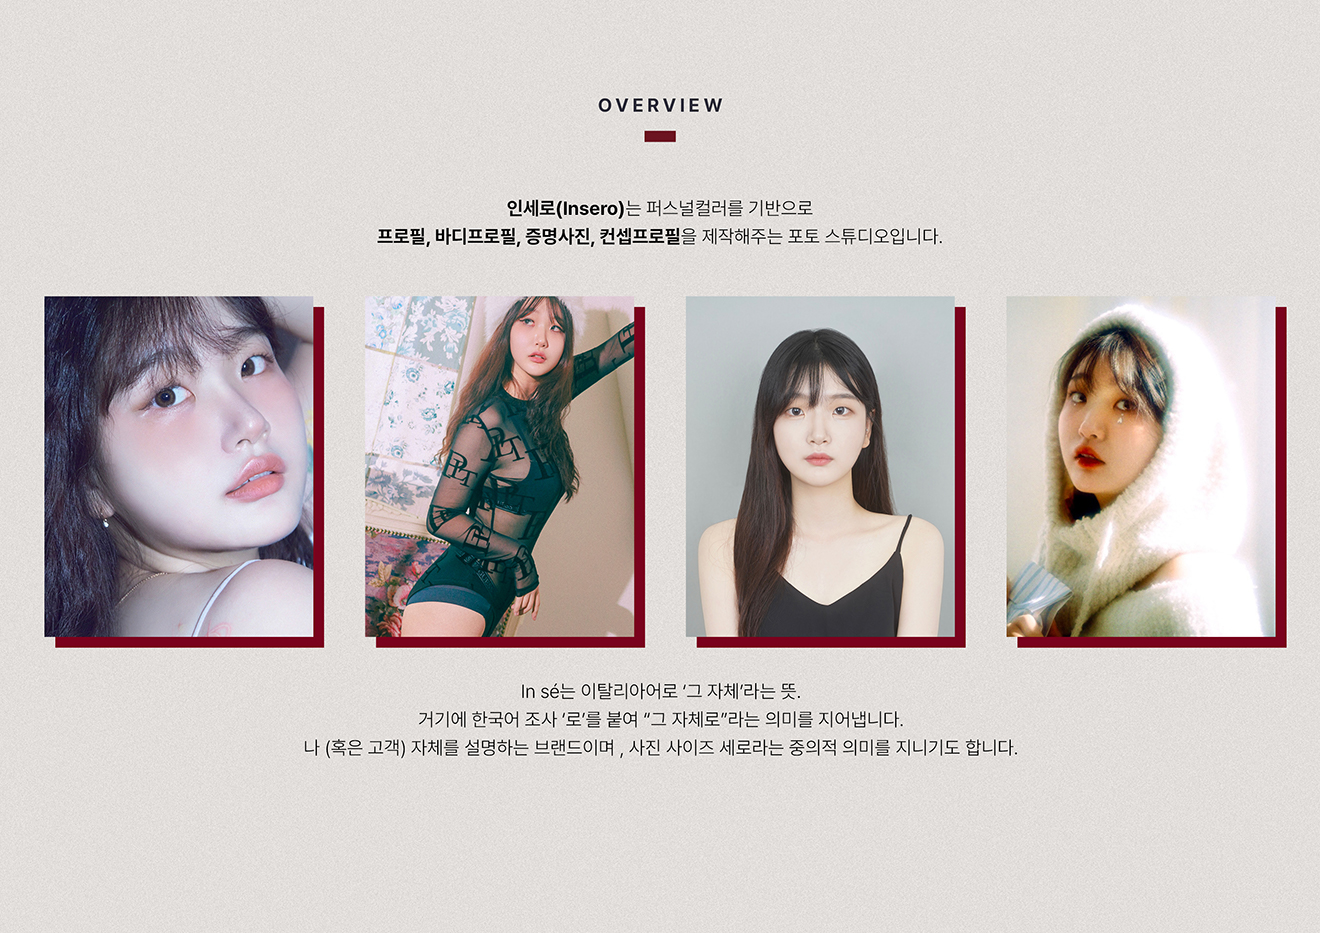 OVERVIEW
인세로(Insero)는 퍼스널컬러를 기반으로
프로필, 바디프로필, 증명사진, 컨셉프로필을 제작해주는 포토 스튜디오입니다.
In sé는 이탈리아어로 ‘그 자체’라는 뜻.
거기에 한국어 조사 ‘로’를 붙여 “그 자체로”라는 의미를 지어냅니다.
나 (혹은 고객) 자체를 설명하는 브랜드이며 , 사진 사이즈 세로라는 중의적 의미를 지니기도 합니다.